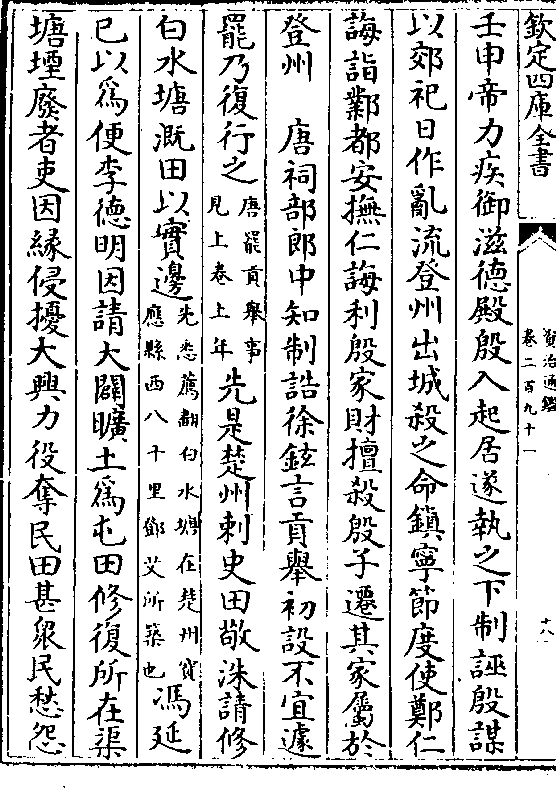 欽定四庫全書
資治通鑑
卷二百九十一
十八
壬申帝力疾御滋德殿殷入起居遂執之下制誣殷謀
以郊祀日作亂流登州出城殺之命鎮寧節度使鄭仁
誨詣鄴都安撫仁誨利殷家財擅殺殷子遷其家屬於
登州　唐祠部郎中知制誥徐鉉言貢舉初設不宜遽
罷乃復行之唐罷貢舉事見上卷上年先是楚州刺史田敬洙請修
白水塘溉田以實邊先悉薦翻白水塘在楚州寶應縣西八十里鄧艾所築也馮延
巳以為便李德明因請大闢曠土為屯田修復所在渠
塘堙廢者吏因緣侵擾大興力役奪民田甚衆民愁怨